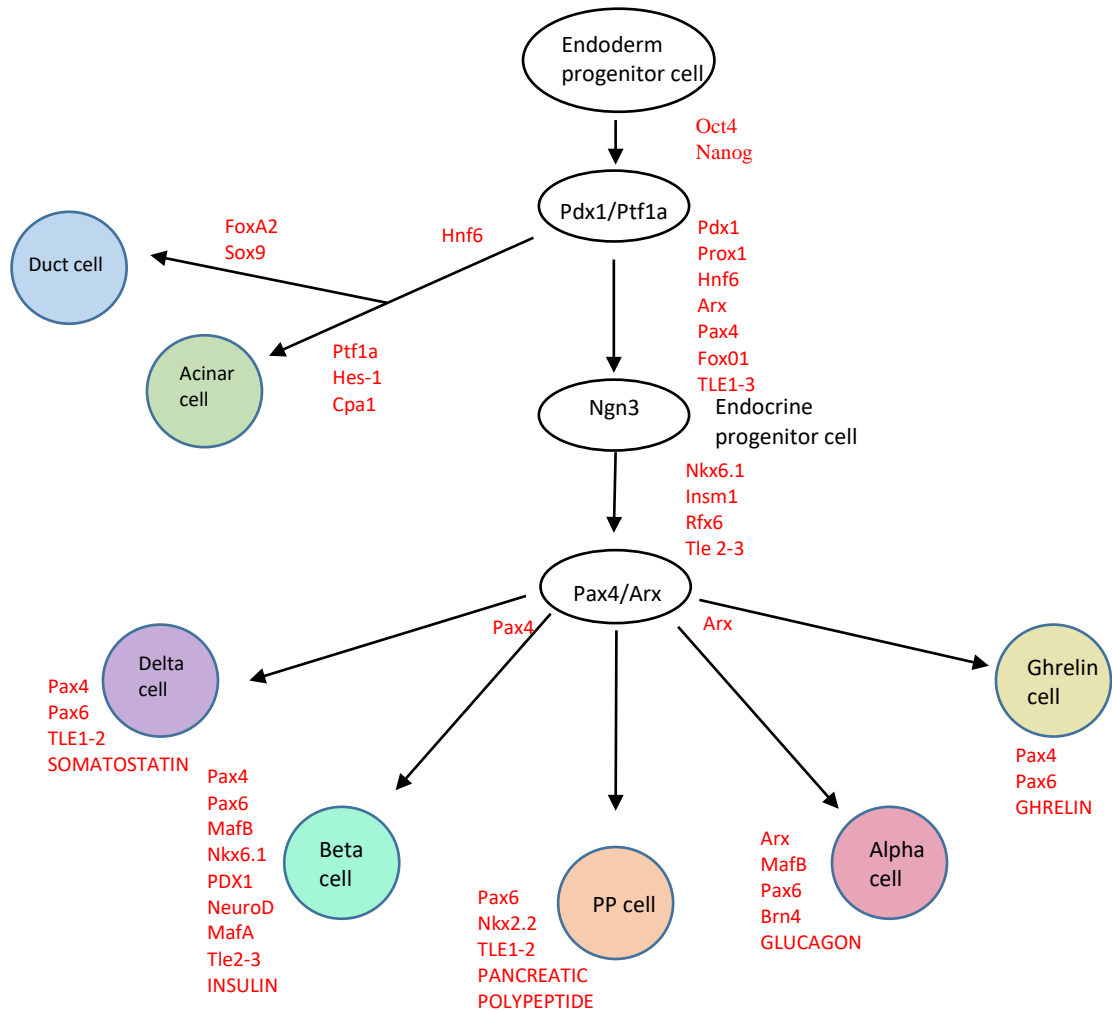 Endoderm
progenitor cell
Oct4
Nanog
Pdx1/Ptf1a
Hnf6
FoxA2
Sox9
Duct cell
Ptf1a
Hes-1
Cpa1
Acinar
cell
Pdx1
Prox1
Hnf6
Arx
Pax4
Fox01
TLE1-3
Ngn3
Endocrine
progenitor cell
Nkx6.1
Insm1
Rfx6
Tle 2-3
Pax4/Arx
Pax4
Arx
Delta
cell
Pax4
Pax6
TLE1-2
SOMATOSTATIN
Pax4
Pax6
MafB
Nkx6.1
PDX1
NeuroD
MafA
Tle2-3
INSULIN
Beta
cell
Pax6
Nkx2.2
TLE1-2
PANCREATIC
POLYPEPTIDE
PP cell
Arx
MafB
Pax6
Brn4
GLUCAGON
Alpha
cell
Ghrelin
cell
Pax4
Pax6
GHRELIN